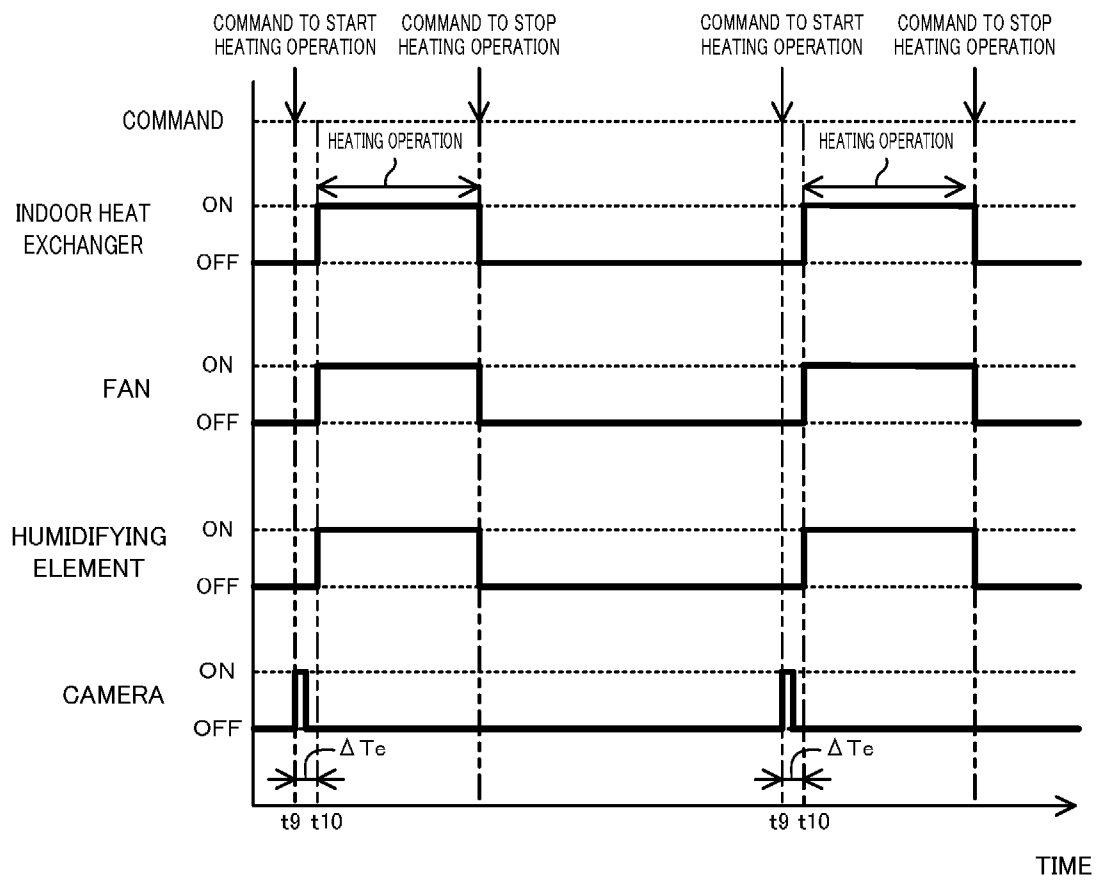 COMMAND TO START
HEATING OPERATION
COMMAND TO STOP
HEATING OPERATION
COMMAND TO START
HEATING OPERATION
COMMAND TO STOP
HEATING OPERATION
COMMAND
HEATING OPERATION
HEATING OPERATION
INDOOR HEAT
EXCHANGER
ON
OFF
FAN
ON
OFF
HUMIDIFYING
ELEMENT
ON
OFF
CAMERA
ON
OFF
ΔTe
ΔTe
t9 t10
t9 t10
TIME